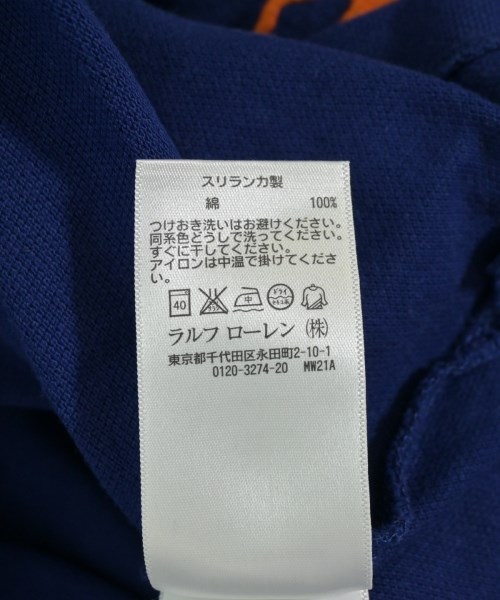 スリランカ製
綿 100%
つけおき洗いはお避けください。
同系色どうしで洗ってください。
すぐに干してください。
アイロンは中温で掛けてくださ
い。
40 中 ドライ
ラルフ ローレン (株)
東京都千代田区永田町2-10-1
0120-3274-20 MW21A